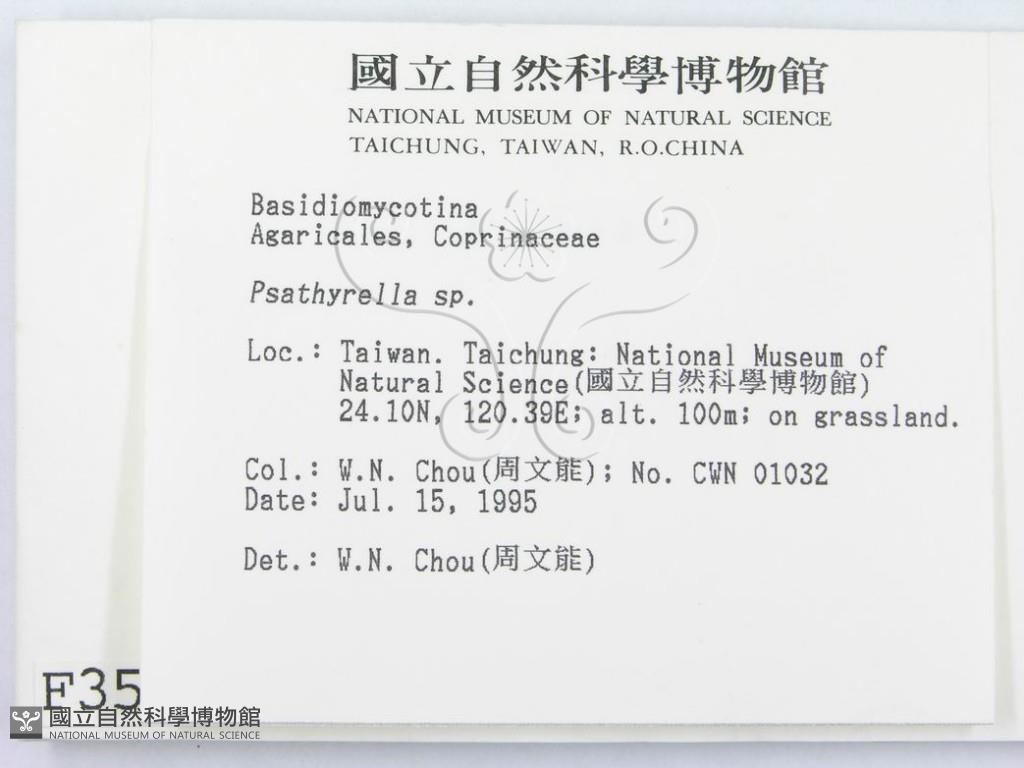 國立自然科學博物館
NATIONAL MUSEUM OF NATURAL SCIENCE
TAICHUNG, TAIWAN, R.O.CHINA
Basidiomycotina
Agaricales, Coprinaceae
Psathyrella sp.
Loc.: Taiwan. Taichung: National Museum of
Natural Science(國立自然科學博物館)
24.10N, 120.39E; alt. 100m; on grassland.
Col.: W.N. Chou(周文能); No. CWN 01032
Date: Jul. 15, 1995
Det.: W.N. Chou(周文能)
F35
國立自然科學博物館
NATIONAL MUSEUM OF NATURAL SCIENCE